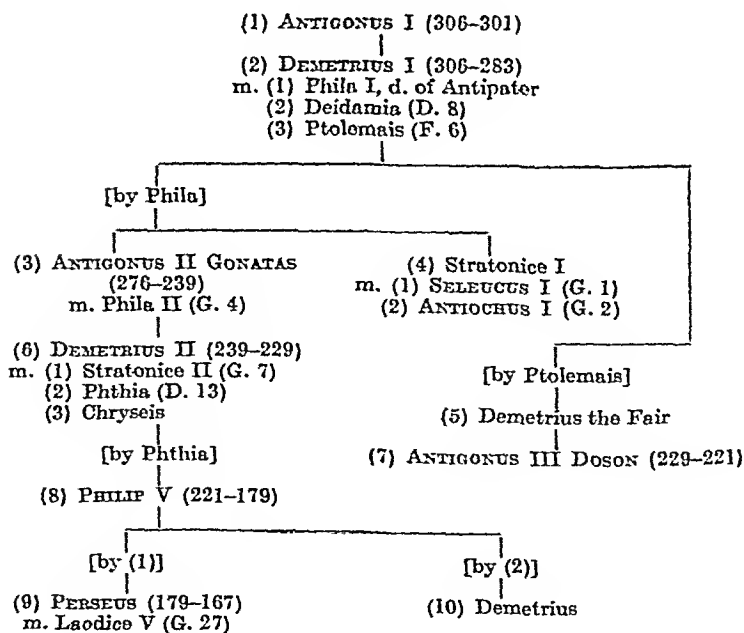 (1) ANTIGONUS I (306–301)
(2) DEMETRIUS I (306–283)
m. (1) Phila I, d. of Antipater
(2) Deidamia (D. 8)
(3) Ptolemais (F. 6)
[by Phila]
(3) ANTIGONUS II GONATAS
(276–239)
m. Phila II (G. 4)
(4) Stratonice I
m. (1) SELEUCUS I (G. 1)
(2) ANTIOCHUS I (G. 2)
(6) DEMETRIUS II (239–229)
m. (1) Stratonice II (G. 7)
(2) Phthia (D. 13)
(3) Chryseis
[by Ptolemais]
(5) Demetrius the Fair
(7) ANTIGONUS III DOSON (229–221)
[by Phthia]
(8) PHILIP V (221–179)
[by (1)]
[by (2)]
(9) PERSEUS (179–167)
m. Laodice V (G. 27)
(10) Demetrius